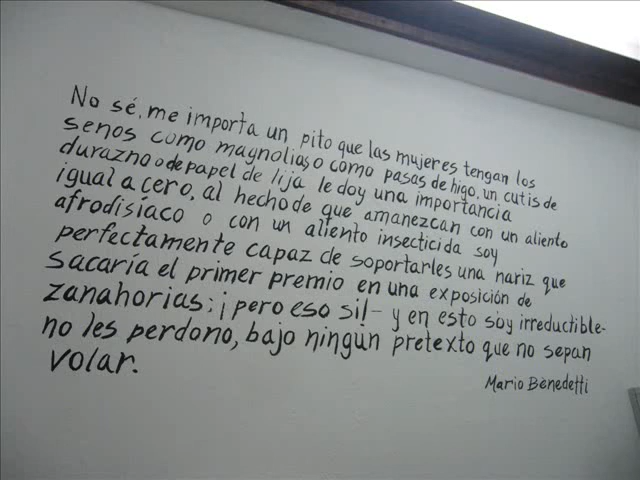 No sé, me importa un pito que las mujeres tengan los
senos como magnolias o como pasas de higo, un cutis de
durazno o de papel de lija le doy una importancia
igual a cero, al hecho de que amanezcan con un aliento
afrodisíaco o con un aliento insecticida soy
perfectamente capaz de soportarles una nariz que
sacaría el primer premio en una exposición de
zanahorias; ¡pero eso si! - y en esto soy irreductible-
no les perdono, bajo ningún pretexto que no sepan
volar.
Mario Benedetti